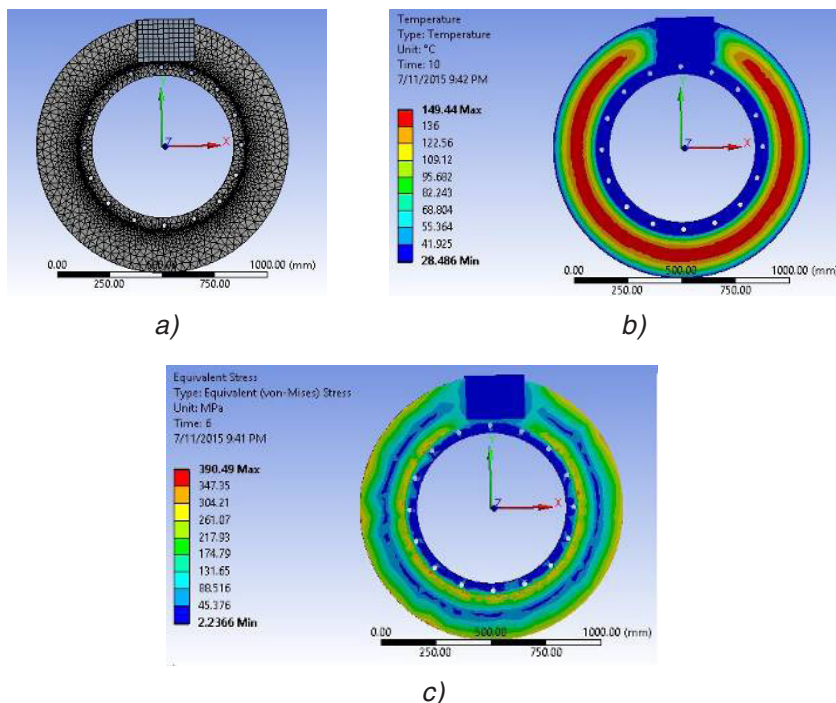 Y
X
Z
0.00
500.00
1000.00 (mm)
250.00
750.00
a)
Temperature
Type: Temperature
Unit: °C
Time: 10
7/11/2015 9:42 PM
149.44 Max
136
122.56
109.12
95.682
82.243
68.804
55.364
41.925
28.486 Min
Y
X
Z
0.00
500.00
1000.00 (mm)
250.00
750.00
b)
Equivalent Stress
Type: Equivalent (von-Mises) Stress
Unit: MPa
Time: 6
7/11/2015 9:41 PM
390.49 Max
347.35
304.21
261.07
217.93
174.79
131.65
88.516
45.376
2.2366 Min
Y
X
Z
0.00
500.00
1000.00 (mm)
250.00
750.00
c)